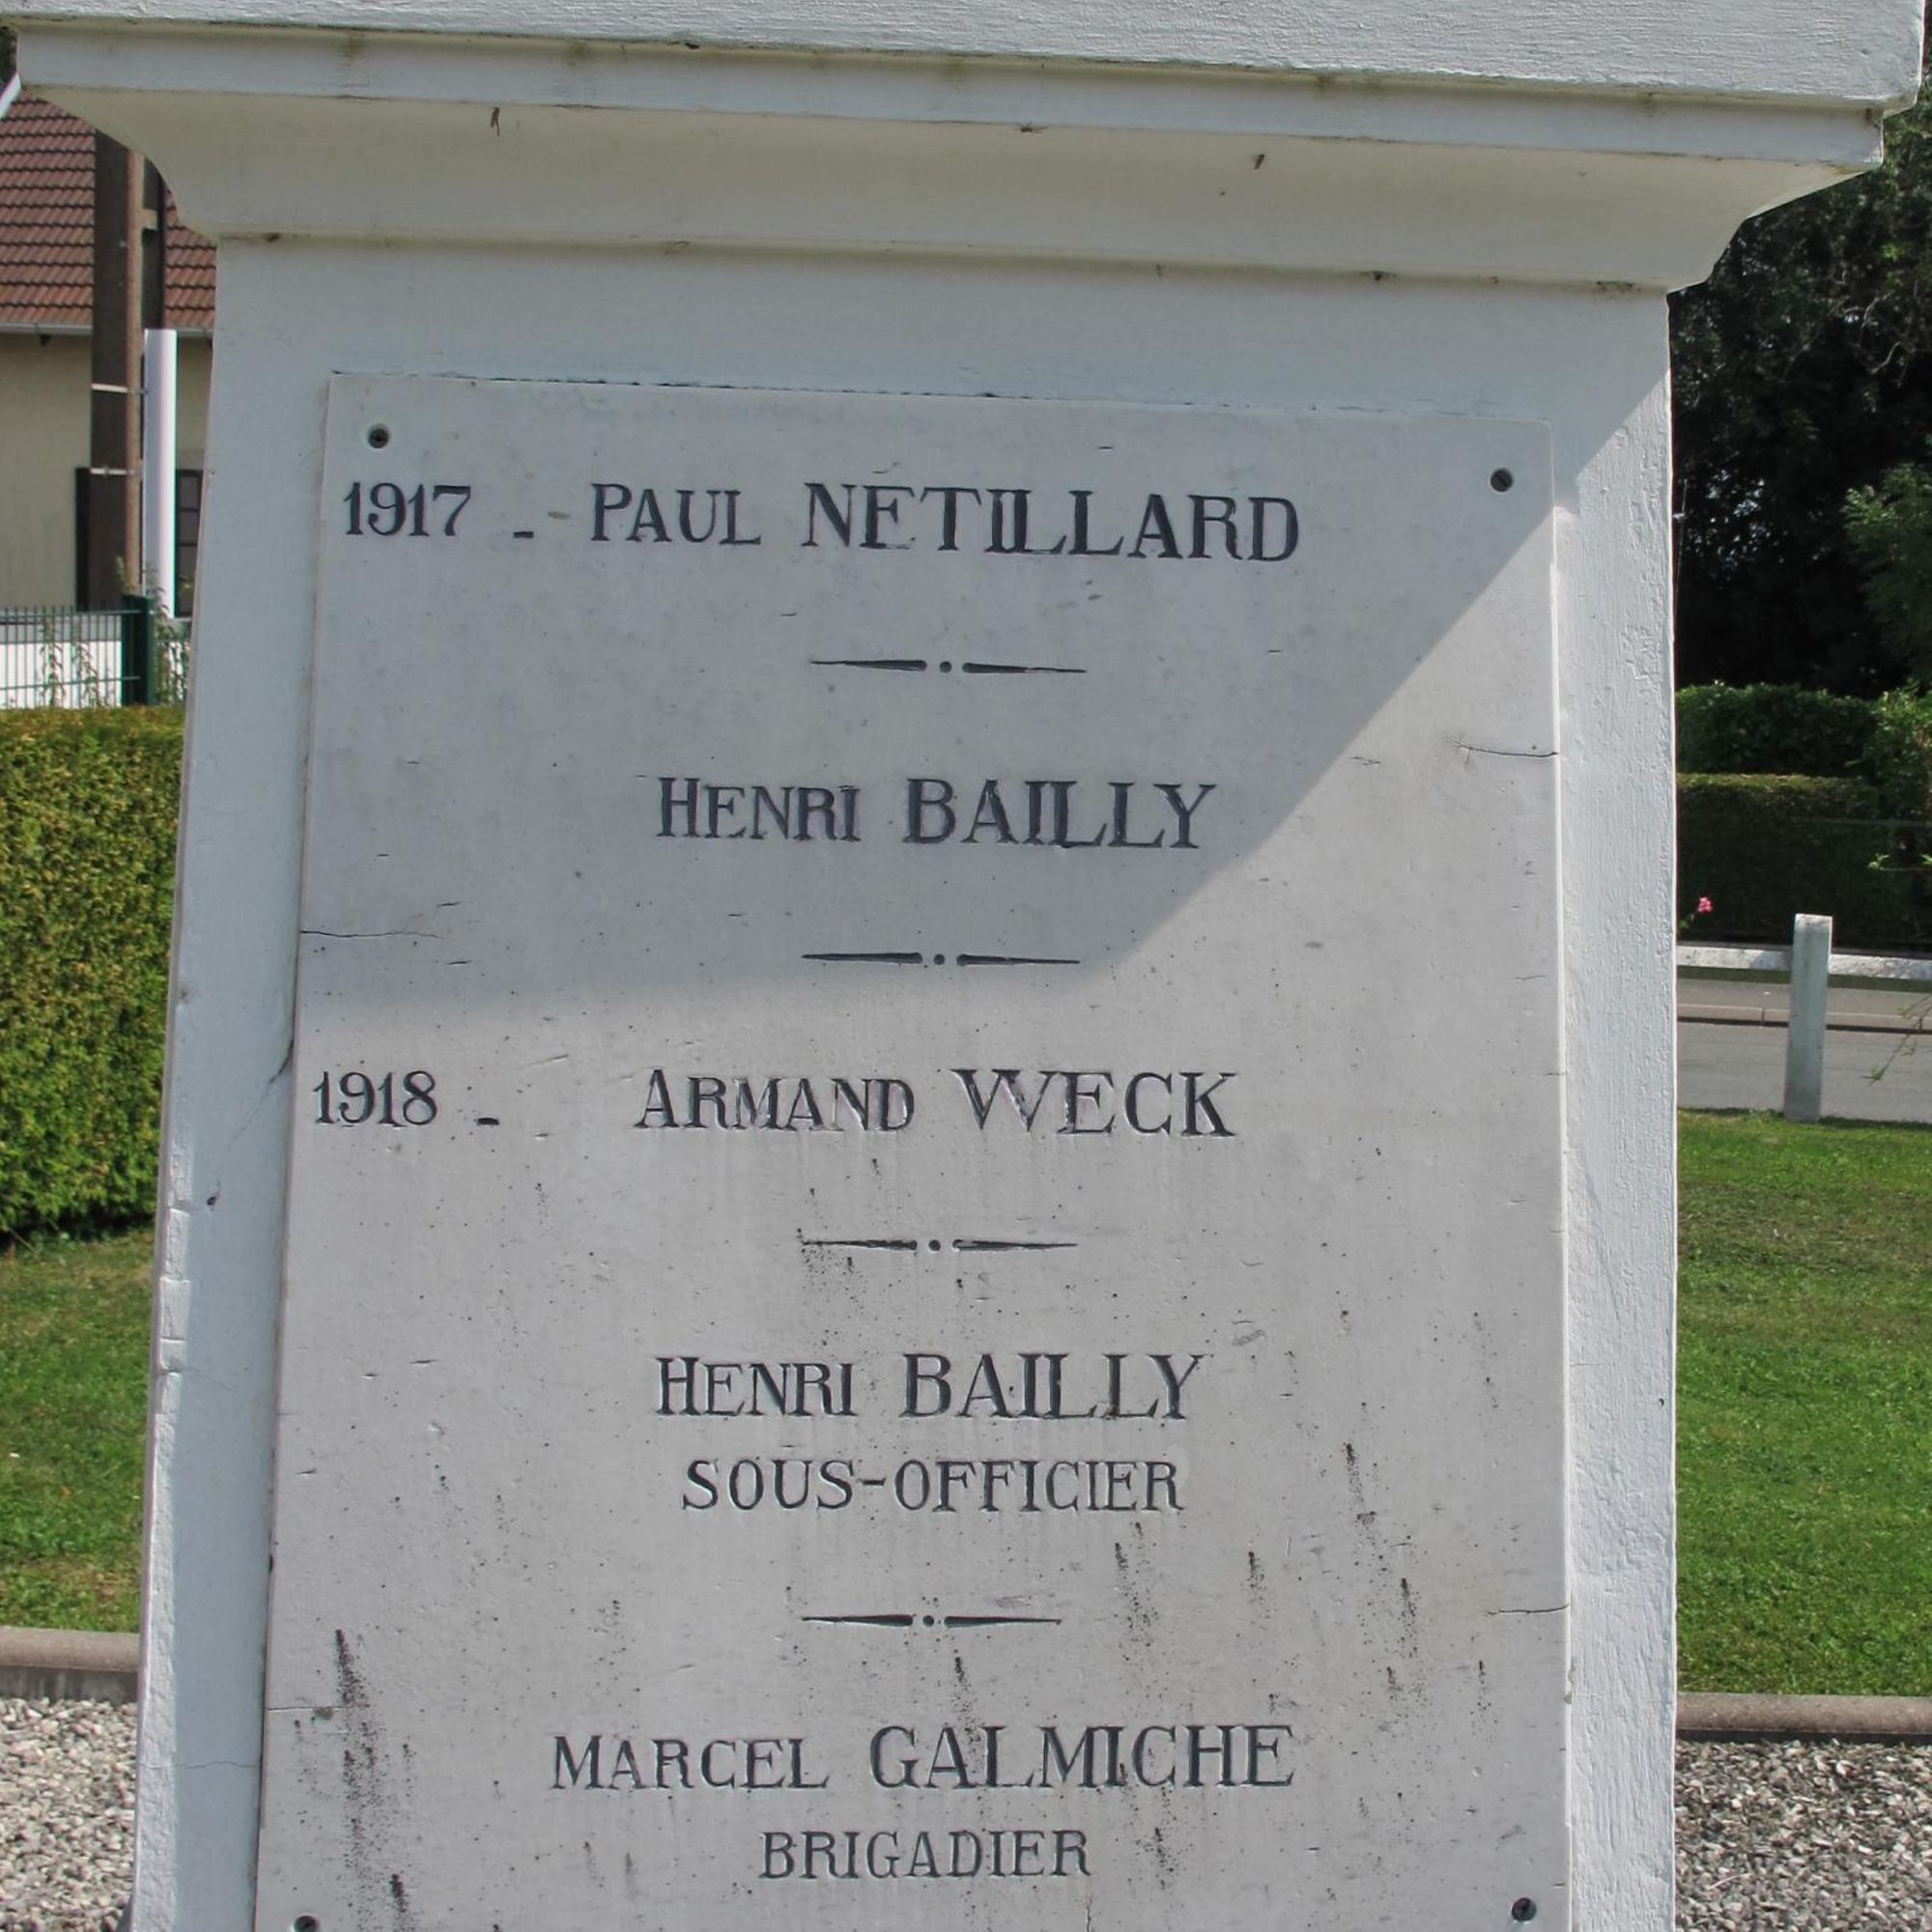 1917 - PAUL NETILLARD
HENRI BAILLY
1918 - ARMAND WECK
HENRI BAILLY
SOUS-OFFICIER
MARCEL GALMICHE
BRIGADIER